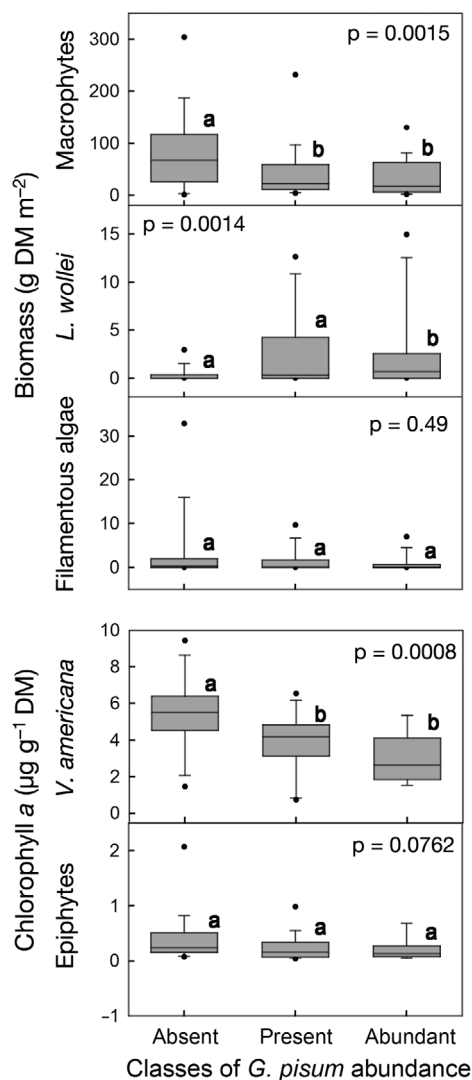 Biomass (g DM m–2)
Macrophytes
300
200
100
0
p = 0.0015
a
b
b
L. wollei
15
10
5
0
p = 0.0014
a
a
b
Filamentous algae
30
20
10
0
p = 0.49
a
a
a
Chlorophyll a (µg g–1 DM)
V. americana
10
8
6
4
2
0
p = 0.0008
a
b
b
Epiphytes
2
1
0
–1
p = 0.0762
a
a
a
Absent Present Abundant
Classes of G. pisum abundance